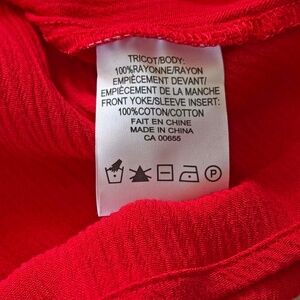 TRICOT/BODY:
100%RAYONNE/RAYON
EMPIÈCEMENT DEVANT/
EMPIÈCEMENT DE LA MANCHE
FRONT YOKE/SLEEVE INSERT:
100%COTON/COTTON
FAIT EN CHINE
MADE IN CHINA
CA 00655
P